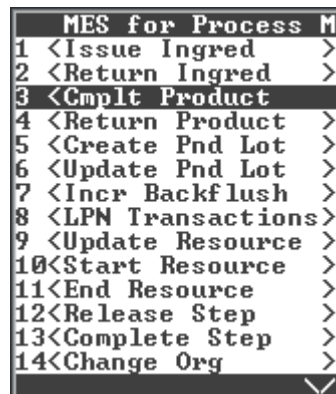 MES for Process M
1 <Issue Ingred >
2 <Return Ingred >
3 <Cmplt Product
4 <Return Product >
5 <Create Pnd Lot >
6 <Update Pnd Lot >
7 <Incr Backflush >
8 <LPN Transactions>
9 <Update Resource >
10<Start Resource >
11<End Resource >
12<Release Step >
13<Complete Step >
14<Change Org >